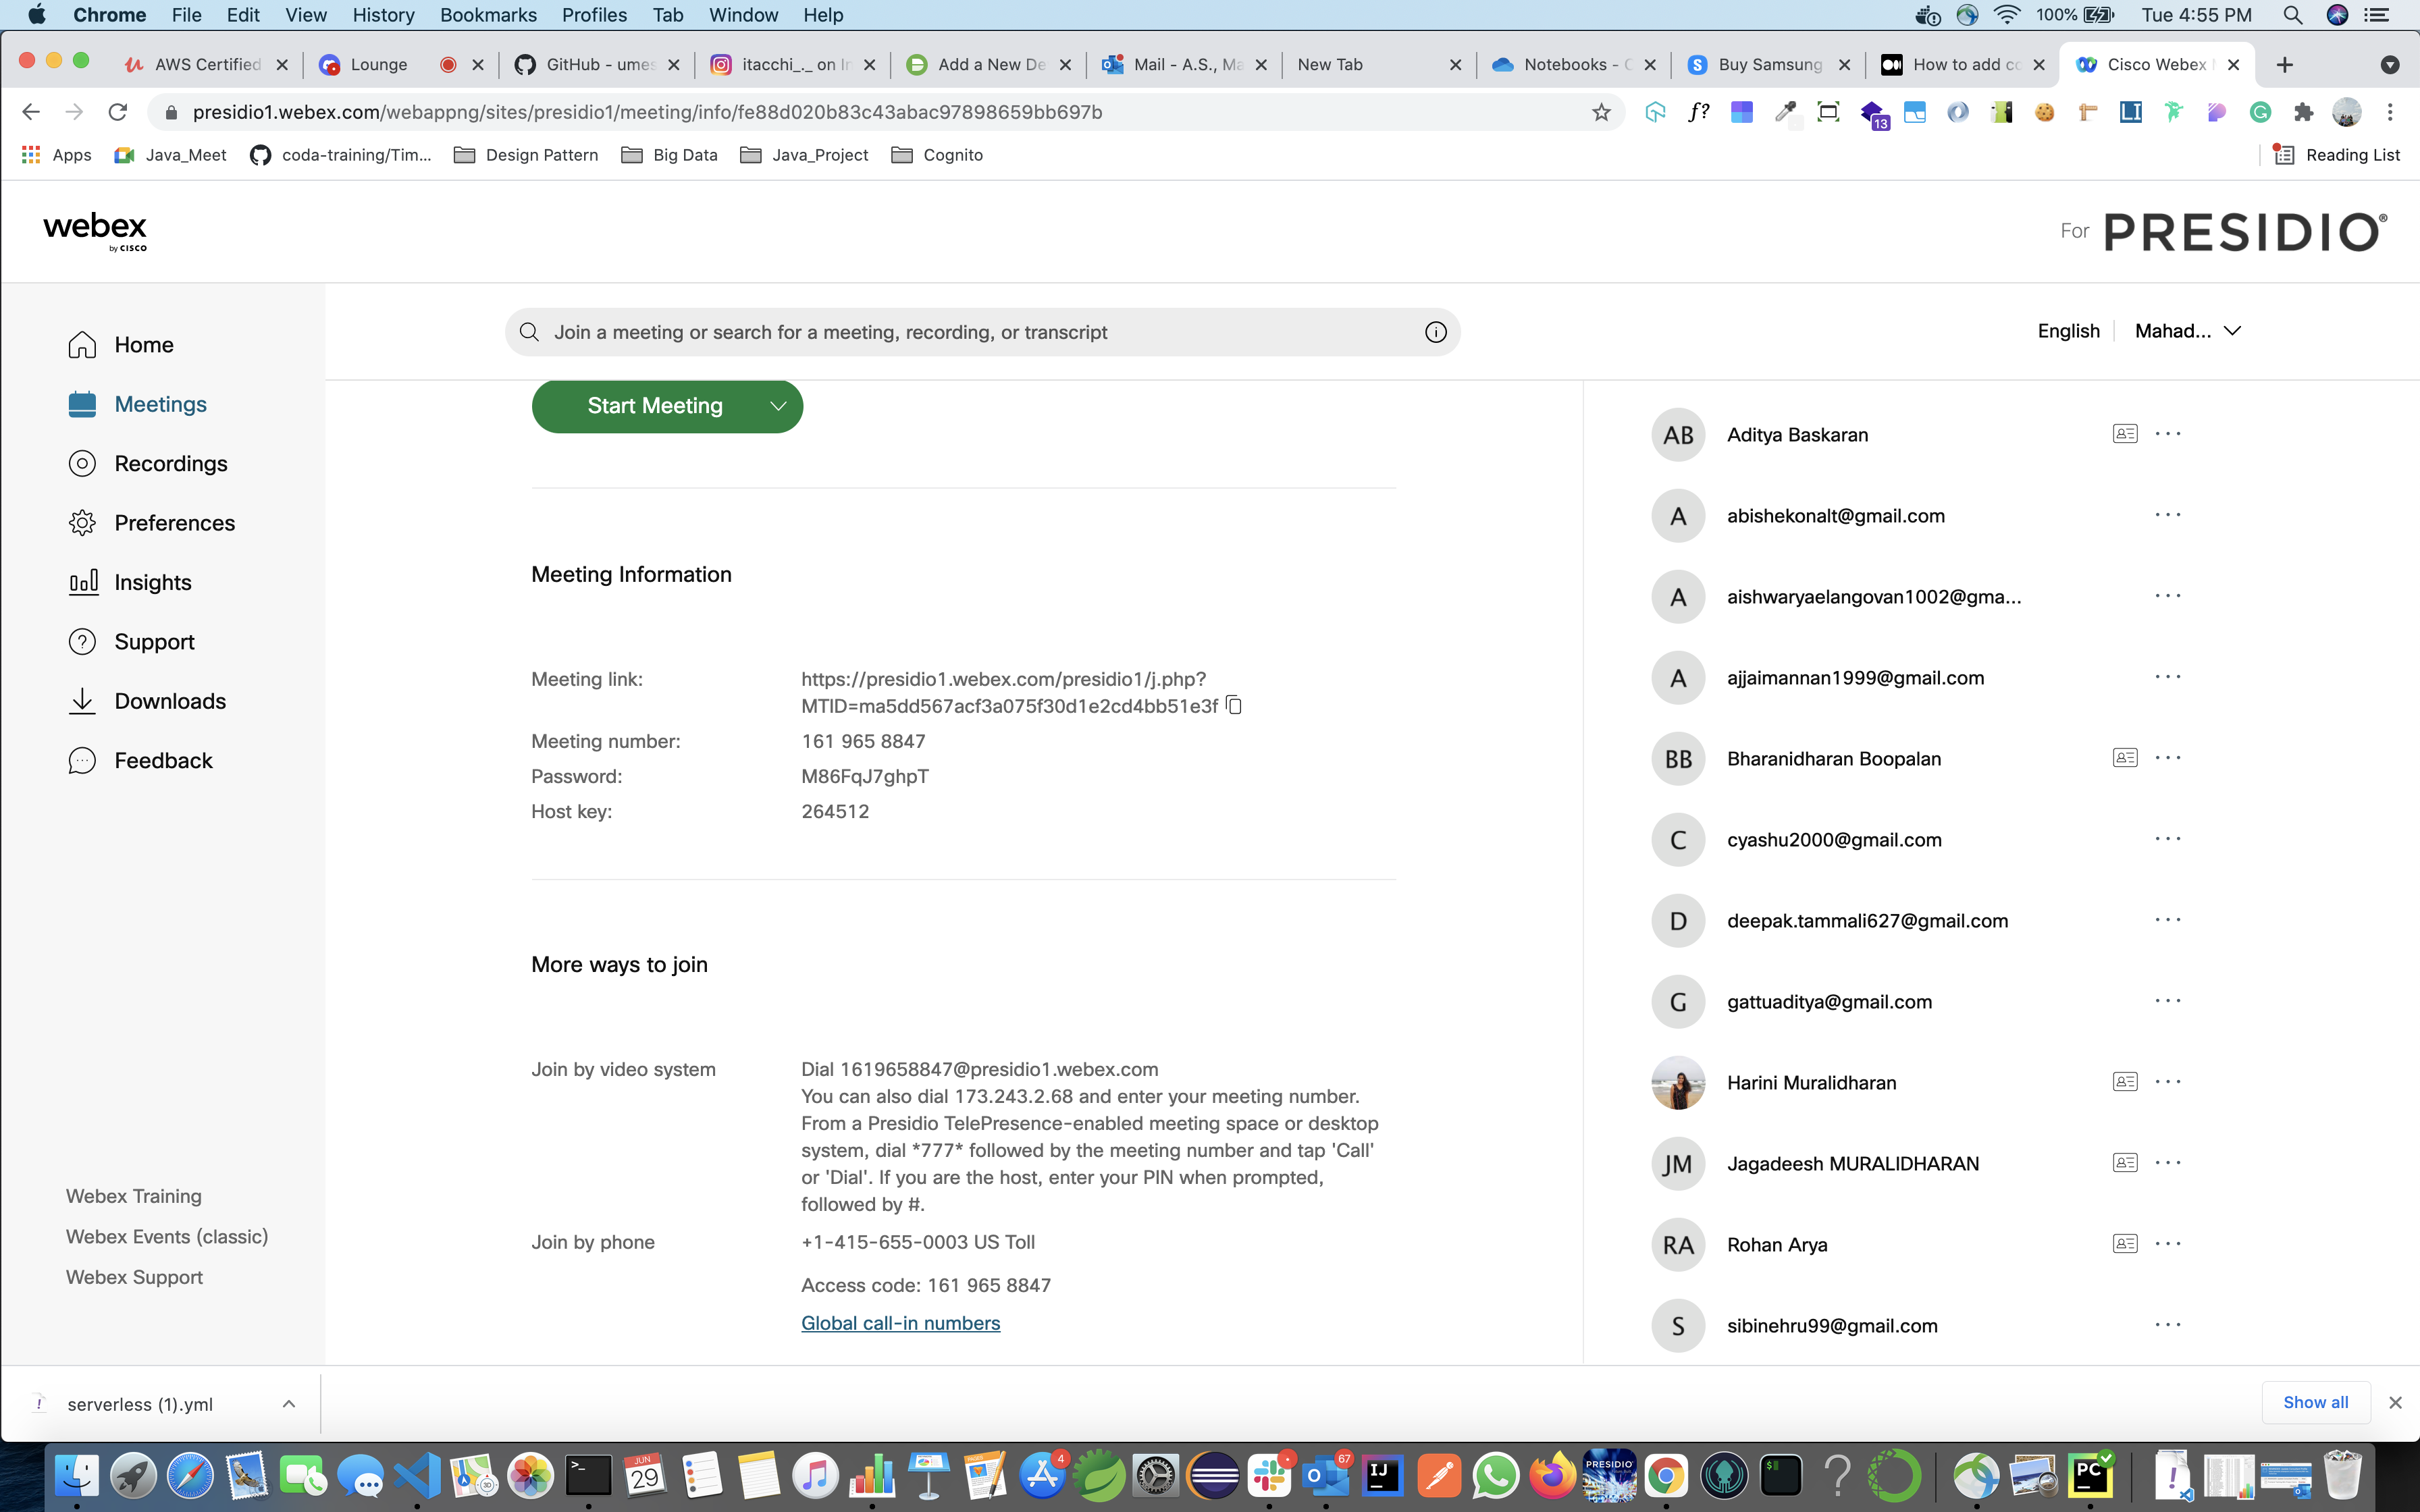 Chrome File Edit View History Bookmarks Profiles Tab Window Help 100% Tue 4:55 PM
AWS Certified Lounge GitHub - umes itacchi_._ on In Add a New De Mail - A.S., Ma New Tab Notebooks - Buy Samsung How to add co Cisco Webex
presidio1.webex.com/webappng/sites/presidio1/meeting/info/fe88d020b83c43abac97898659bb697b
f? 13 LI G
Apps Java_Meet coda-training/Tim... Design Pattern Big Data Java_Project Cognito Reading List
webex
by CISCO
For PRESIDIO®
Join a meeting or search for a meeting, recording, or transcript
English Mahad...
Home
Meetings
Recordings
Preferences
Insights
Support
Downloads
Feedback
Webex Training
Webex Events (classic)
Webex Support
Start Meeting
Meeting Information
Meeting link: https://presidio1.webex.com/presidio1/j.php?
MTID=ma5dd567acf3a075f30d1e2cd4bb51e3f
Meeting number: 161 965 8847
Password: M86FqJ7ghpT
Host key: 264512
More ways to join
Join by video system Dial 1619658847@presidio1.webex.com
You can also dial 173.243.2.68 and enter your meeting number.
From a Presidio TelePresence-enabled meeting space or desktop
system, dial *777* followed by the meeting number and tap 'Call'
or 'Dial'. If you are the host, enter your PIN when prompted,
followed by #.
Join by phone +1-415-655-0003 US Toll
Access code: 161 965 8847
Global call-in numbers
AB Aditya Baskaran
A abishekonalt@gmail.com
A aishwaryaelangovan1002@gma...
A ajjaimannan1999@gmail.com
BB Bharanidharan Boopalan
C cyashu2000@gmail.com
D deepak.tammali627@gmail.com
G gattuaditya@gmail.com
Harini Muralidharan
JM Jagadeesh MURALIDHARAN
RA Rohan Arya
S sibinehru99@gmail.com
serverless (1).yml
Show all
JUN
29
4
67
IJ
PRESIDIO
PC